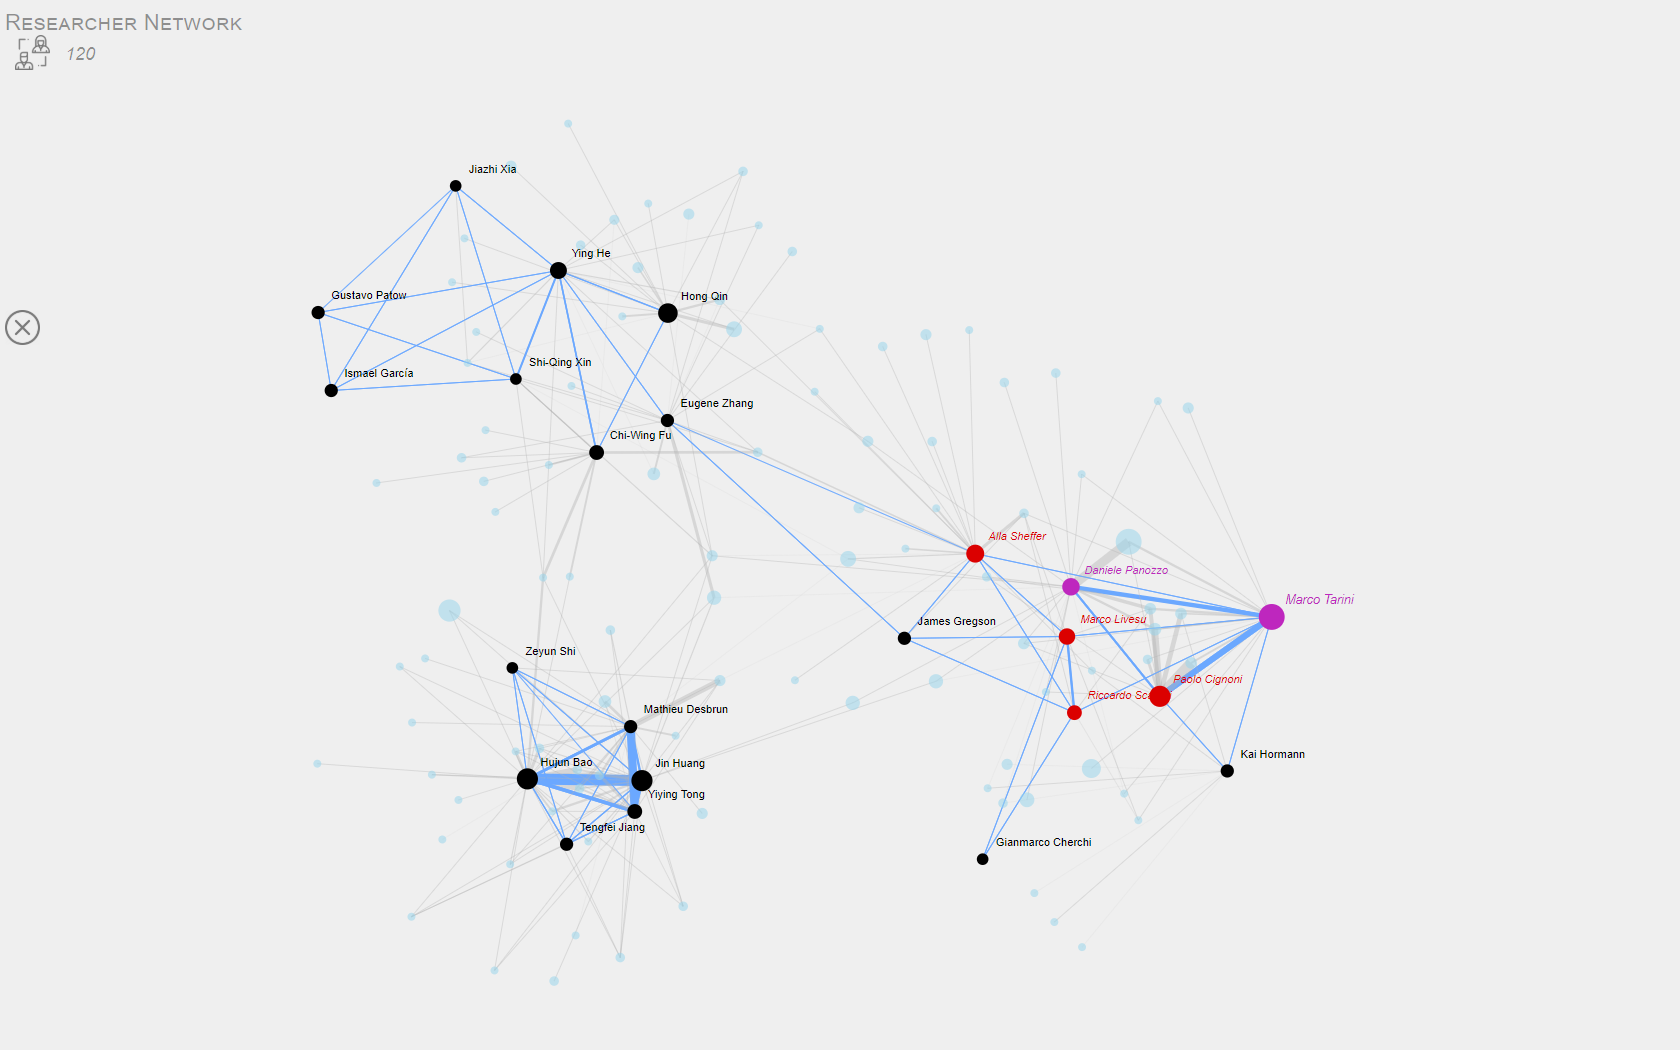 Researcher Network
120
Jiazhi Xia
Ying He
Gustavo Patow
Hong Qin
Shi-Qing Xin
Ismael García
Eugene Zhang
Chi-Wing Fu
Alla Sheffer
Daniele Panozzo
Marco Tarini
James Gregson
Marco Livesu
Zeyun Shi
Paolo Cignoni
Riccardo
Mathieu Desbrun
Kai Hormann
Hujun Bao
Jin Huang
Yiying Tong
Tengfei Jiang
Gianmarco Cherchi